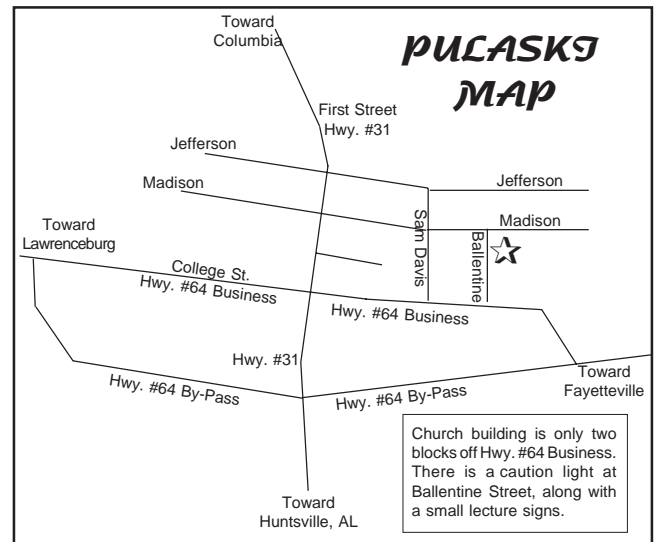 Toward
Columbia
PULASKI
MAP
First Street
Hwy. #31
Jefferson
Jefferson
Madison
Madison
Toward
Lawrenceburg
Sam Davis
Ballentine
College St.
Hwy. #64 Business
Hwy. #64 Business
Hwy. #31
Toward
Fayetteville
Hwy. #64 By-Pass
Hwy. #64 By-Pass
Church building is only two
blocks off Hwy. #64 Business.
There is a caution light at
Ballentine Street, along with
a small lecture signs.
Toward
Huntsville, AL